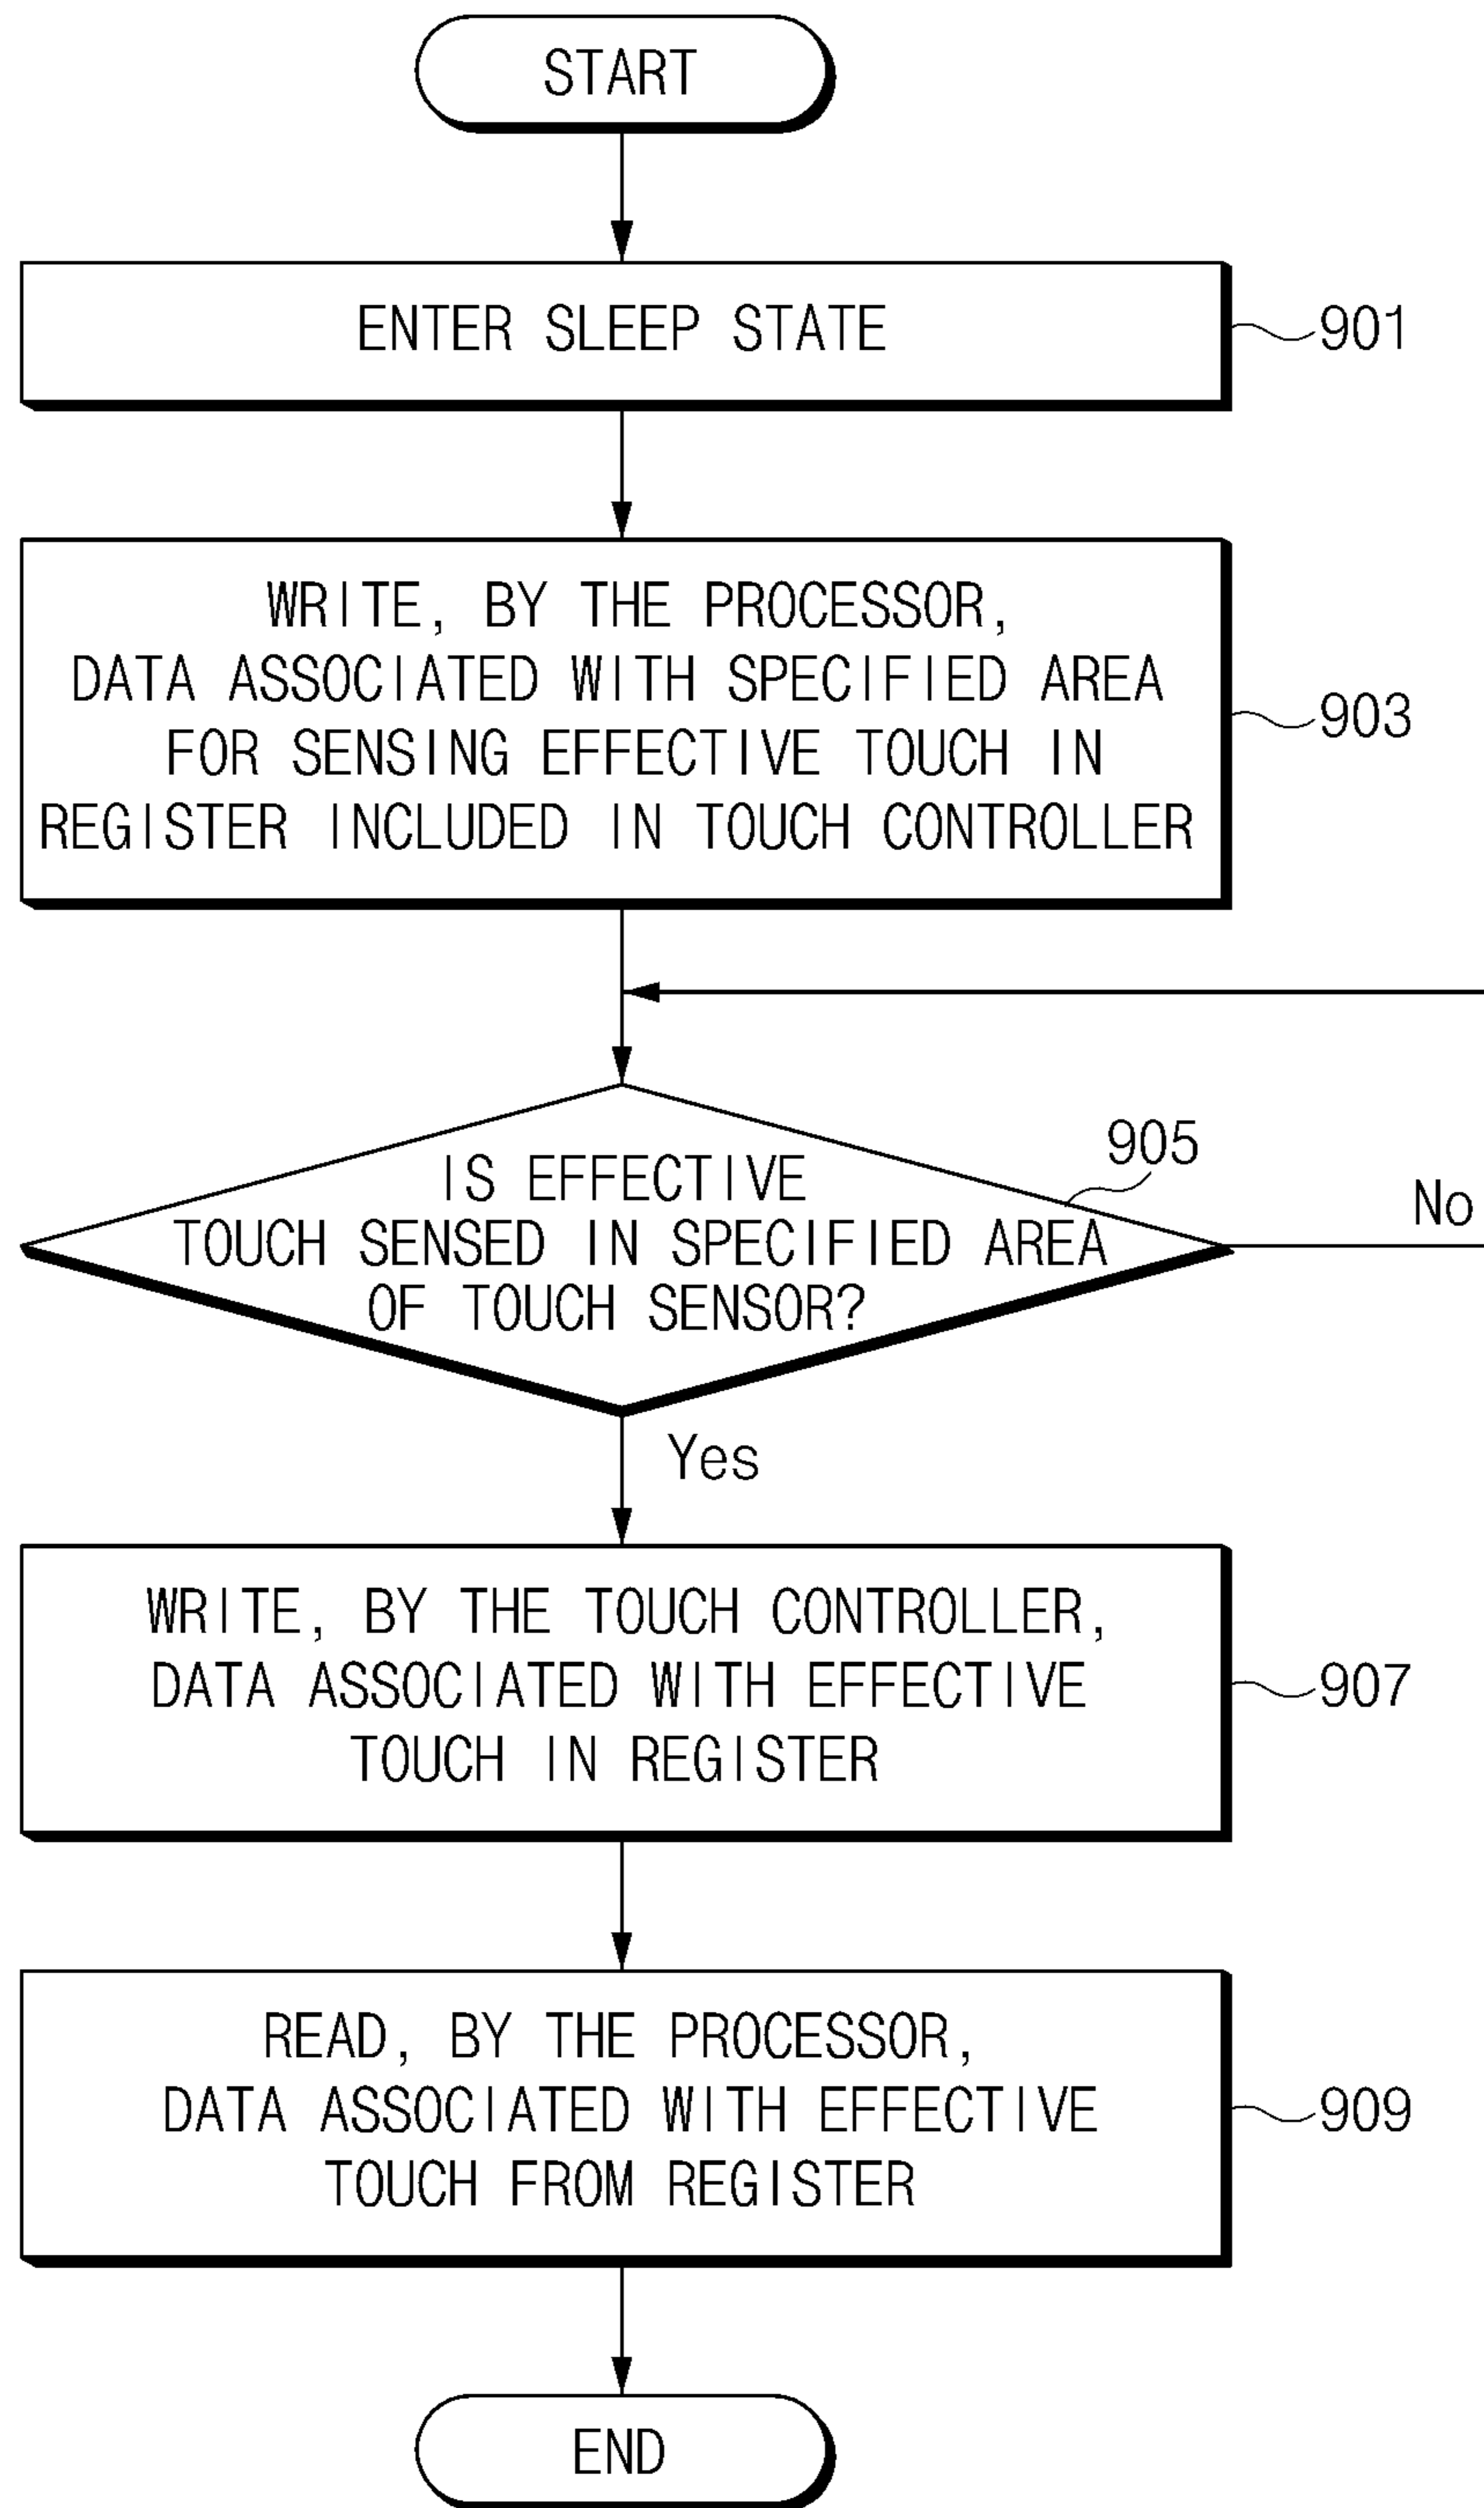 START
ENTER SLEEP STATE
901
WRITE, BY THE PROCESSOR,
DATA ASSOCIATED WITH SPECIFIED AREA
FOR SENSING EFFECTIVE TOUCH IN
REGISTER INCLUDED IN TOUCH CONTROLLER
903
905
IS EFFECTIVE
TOUCH SENSED IN SPECIFIED AREA
OF TOUCH SENSOR?
No
Yes
WRITE, BY THE TOUCH CONTROLLER,
DATA ASSOCIATED WITH EFFECTIVE
TOUCH IN REGISTER
907
READ, BY THE PROCESSOR,
DATA ASSOCIATED WITH EFFECTIVE
TOUCH FROM REGISTER
909
END